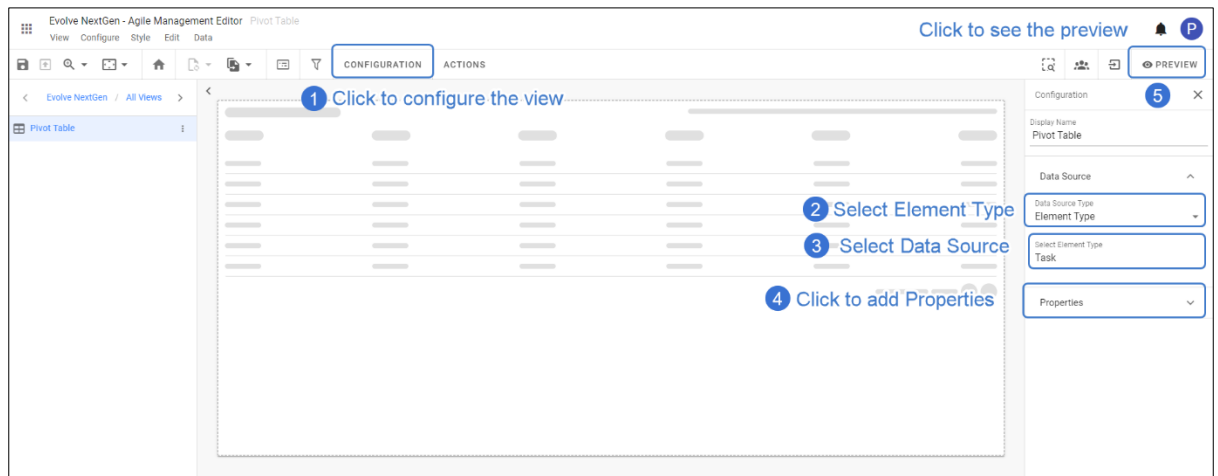 Evolve NextGen - Agile Management Editor Pivot Table
View Configure Style Edit Data
Click to see the preview
P
CONFIGURATION ACTIONS
PREVIEW
Evolve NextGen / All Views
1 Click to configure the view
Configuration
5
Pivot Table
Display Name
Pivot Table
Data Source
2 Select Element Type
Data Source Type
Element Type
3 Select Data Source
Select Element Type
Task
4 Click to add Properties
Properties